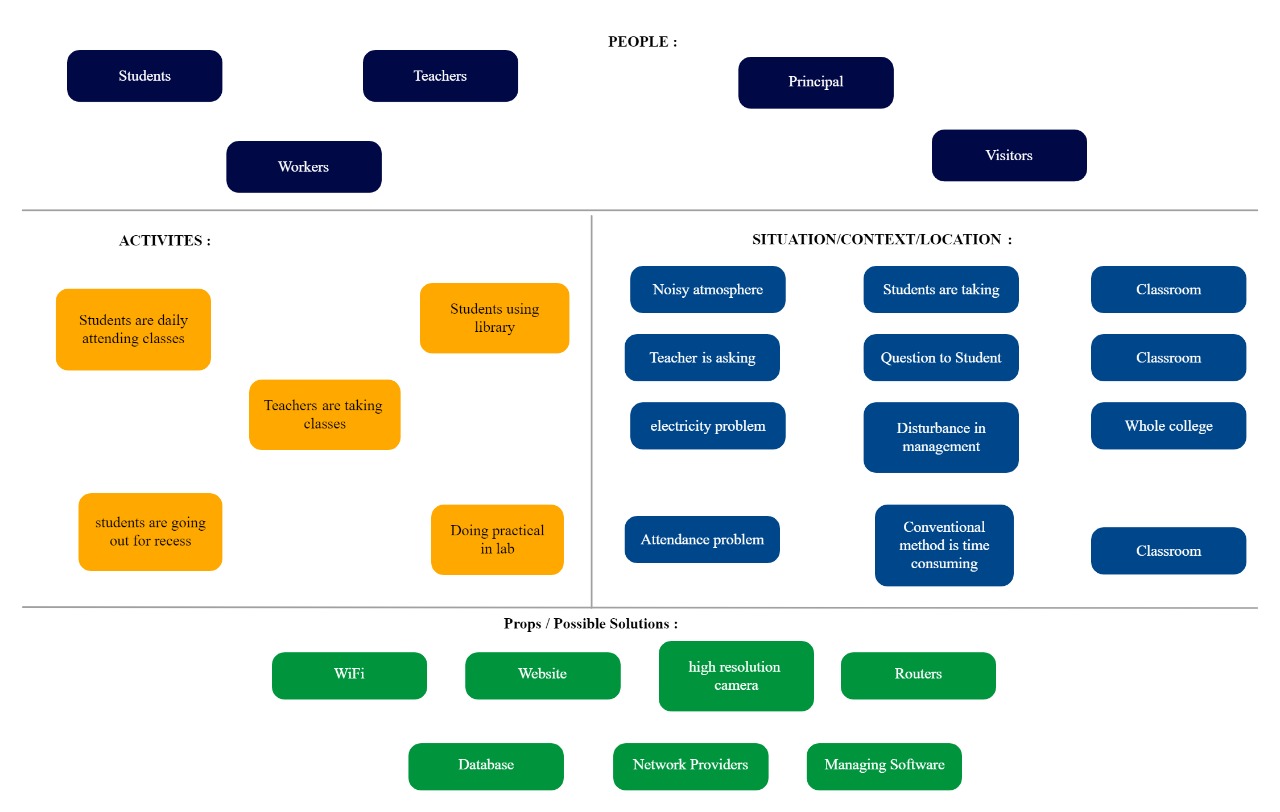 PEOPLE :
Students
Teachers
Principal
Workers
Visitors
ACTIVITES :
Students are daily
attending classes
Students using
library
Teachers are taking
classes
students are going
out for recess
Doing practical
in lab
SITUATION/CONTEXT/LOCATION :
Noisy atmosphere
Students are taking
Classroom
Teacher is asking
Question to Student
Classroom
electricity problem
Disturbance in
management
Whole college
Attendance problem
Conventional
method is time
consuming
Classroom
Props / Possible Solutions :
WiFi
Website
high resolution
camera
Routers
Database
Network Providers
Managing Software